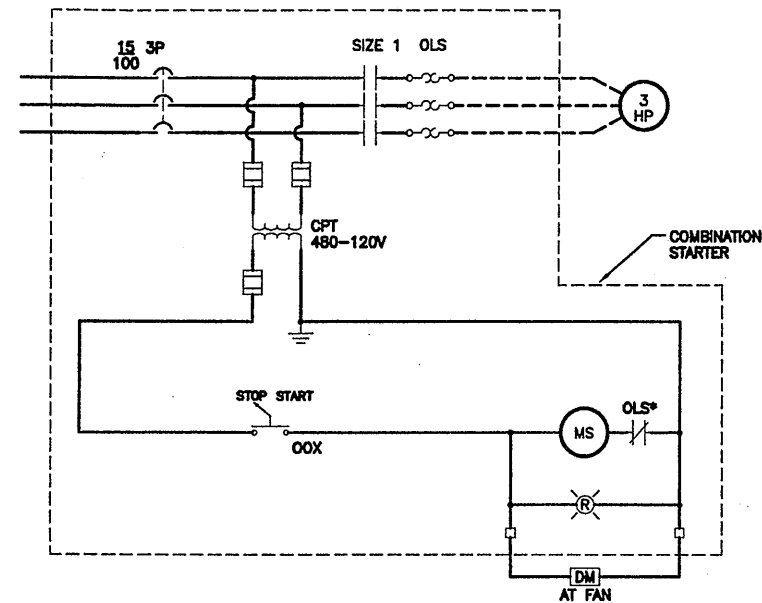 15 3P
100
SIZE 1 OLS
3
HP
CPT
480-120V
COMBINATION
STARTER
STOP START
OOX
MS
OLS*
R
DM
AT FAN